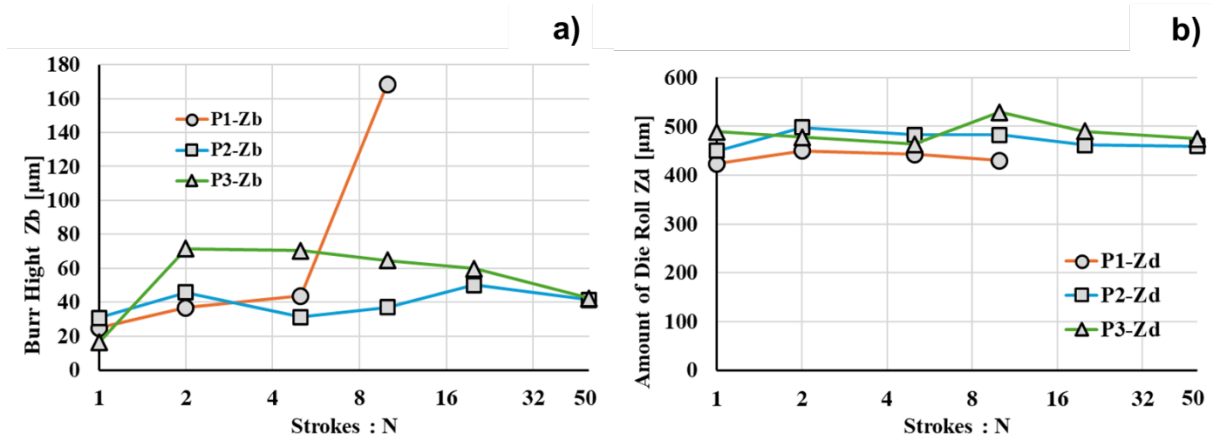 a)
180
160
140
120
100
80
60
40
20
0
Burr Hight Zb [µm]
P1-Zb
P2-Zb
P3-Zb
1 2 4 8 16 32 50
Strokes : N
b)
600
500
400
300
200
100
0
Amount of Die Roll Zd [µm]
P1-Zd
P2-Zd
P3-Zd
1 2 4 8 16 32 50
Strokes : N